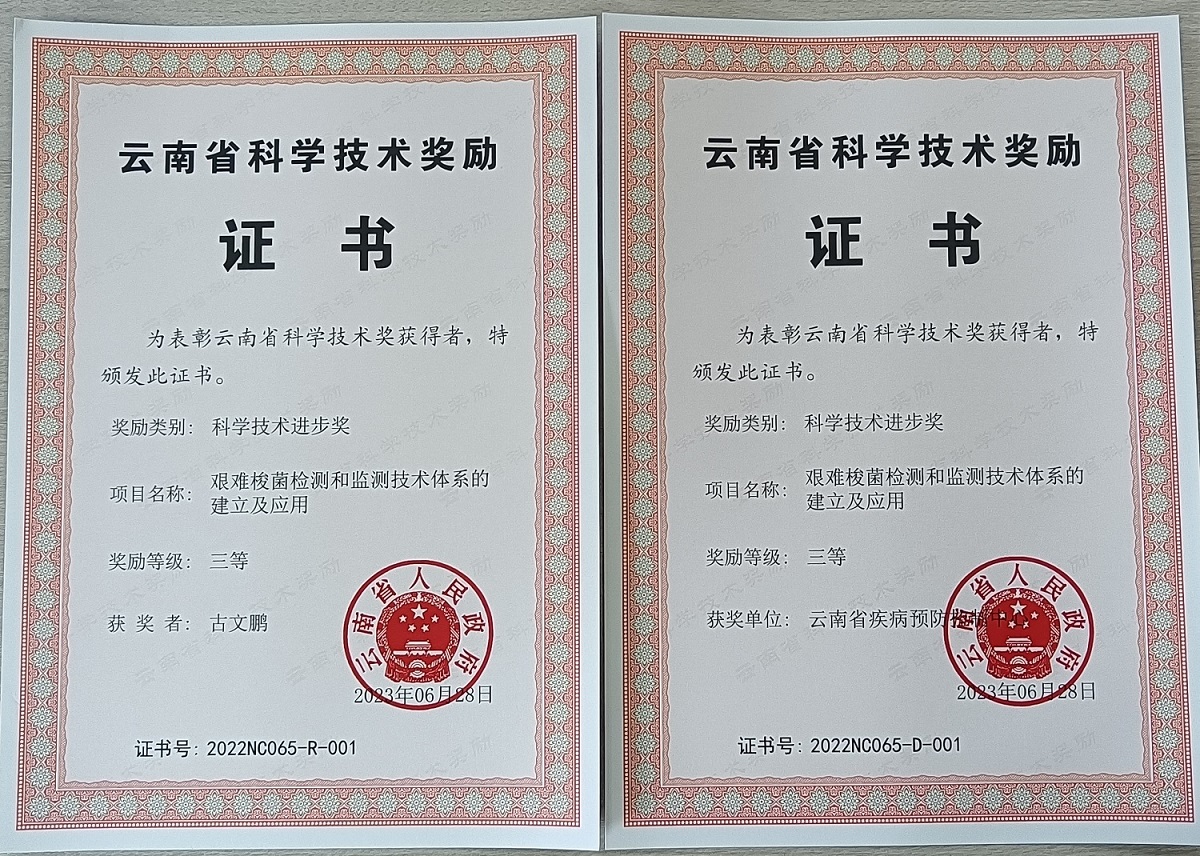 云南省科学技术奖励
证 书
为表彰云南省科学技术奖获得者，特
颁发此证书。
奖励类别：科学技术进步奖
项目名称：艰难梭菌检测和监测技术体系的
建立及应用
奖励等级：三等
获 奖 者：古文鹏
云南省人民政府
2023年06月28日
证书号：2022NC065-R-001
云南省科学技术奖励
证 书
为表彰云南省科学技术奖获得者，特
颁发此证书。
奖励类别：科学技术进步奖
项目名称：艰难梭菌检测和监测技术体系的
建立及应用
奖励等级：三等
获奖单位：云南省疾病预防控制中心
云南省人民政府
2023年06月28日
证书号：2022NC065-D-001